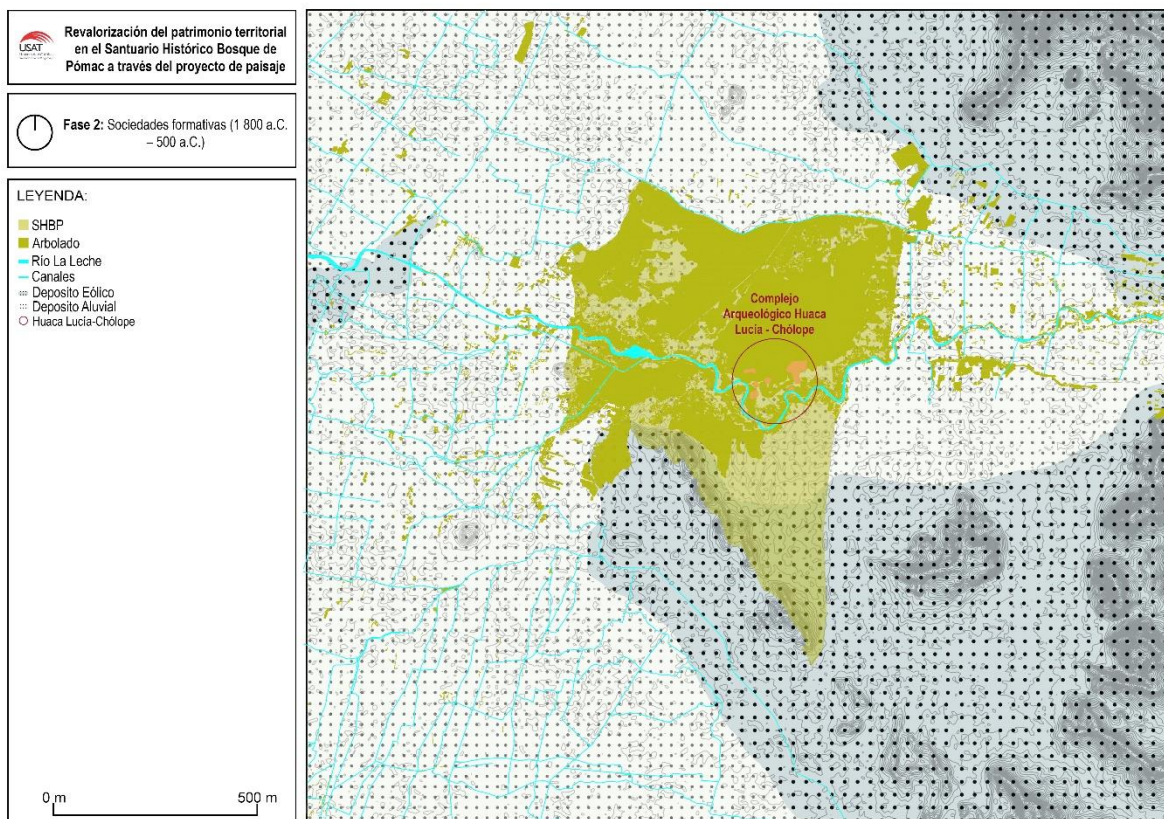 USAT
Revalorización del patrimonio territorial
en el Santuario Histórico Bosque de
Pómac a través del proyecto de paisaje
Fase 2: Sociedades formativas (1 800 a.C.
– 500 a.C.)
LEYENDA:
SHBP
Arbolado
Río La Leche
Canales
Deposito Eólico
Deposito Aluvial
Huaca Lucía-Chólope
0 m
500 m
Complejo
Arqueológico Huaca
Lucía - Chólope